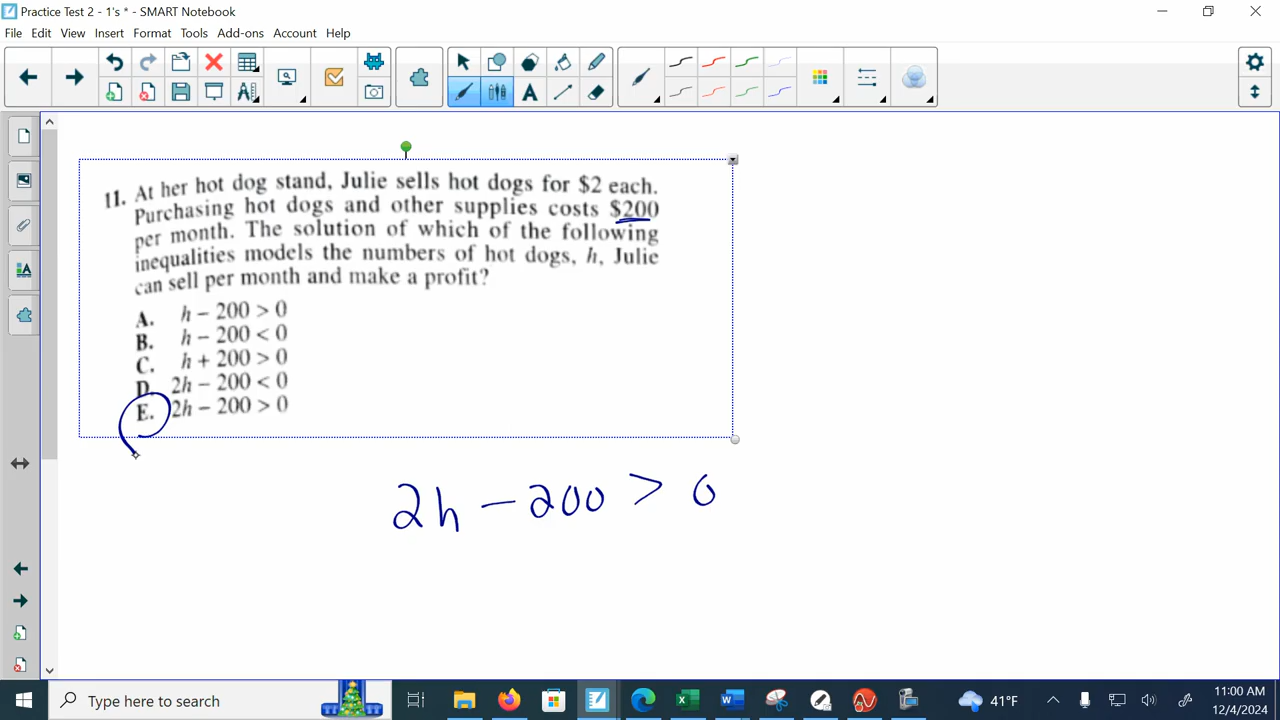 Practice Test 2 - 1's * - SMART Notebook
File Edit View Insert Format Tools Add-ons Account Help
11. At her hot dog stand, Julie sells hot dogs for $2 each.
Purchasing hot dogs and other supplies costs $200
per month. The solution of which of the following
inequalities models the numbers of hot dogs, h, Julie
can sell per month and make a profit?
A. h − 200 > 0
B. h − 200 < 0
C. h + 200 > 0
D. 2h − 200 < 0
E. 2h − 200 > 0
2h − 200 > 0
Type here to search
41°F
11:00 AM
12/4/2024